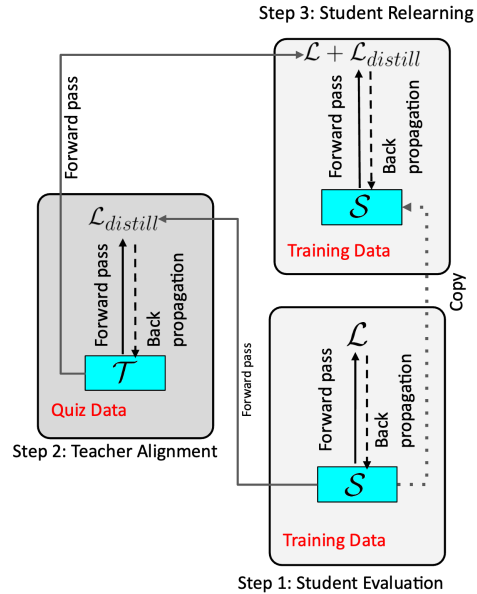 Step 3: Student Relearning
ℒ + ℒ_distill
Forward pass
Forward pass
Back
propagation
𝒮
Training Data
Copy
ℒ_distill
Forward pass
Back
propagation
𝒯
Quiz Data
Step 2: Teacher Alignment
Forward pass
ℒ
Forward pass
Back
propagation
𝒮
Training Data
Step 1: Student Evaluation